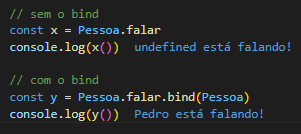 // sem o bind
const x = Pessoa.falar
console.log(x()) undefined está falando!
// com o bind
const y = Pessoa.falar.bind(Pessoa)
console.log(y()) Pedro está falando!